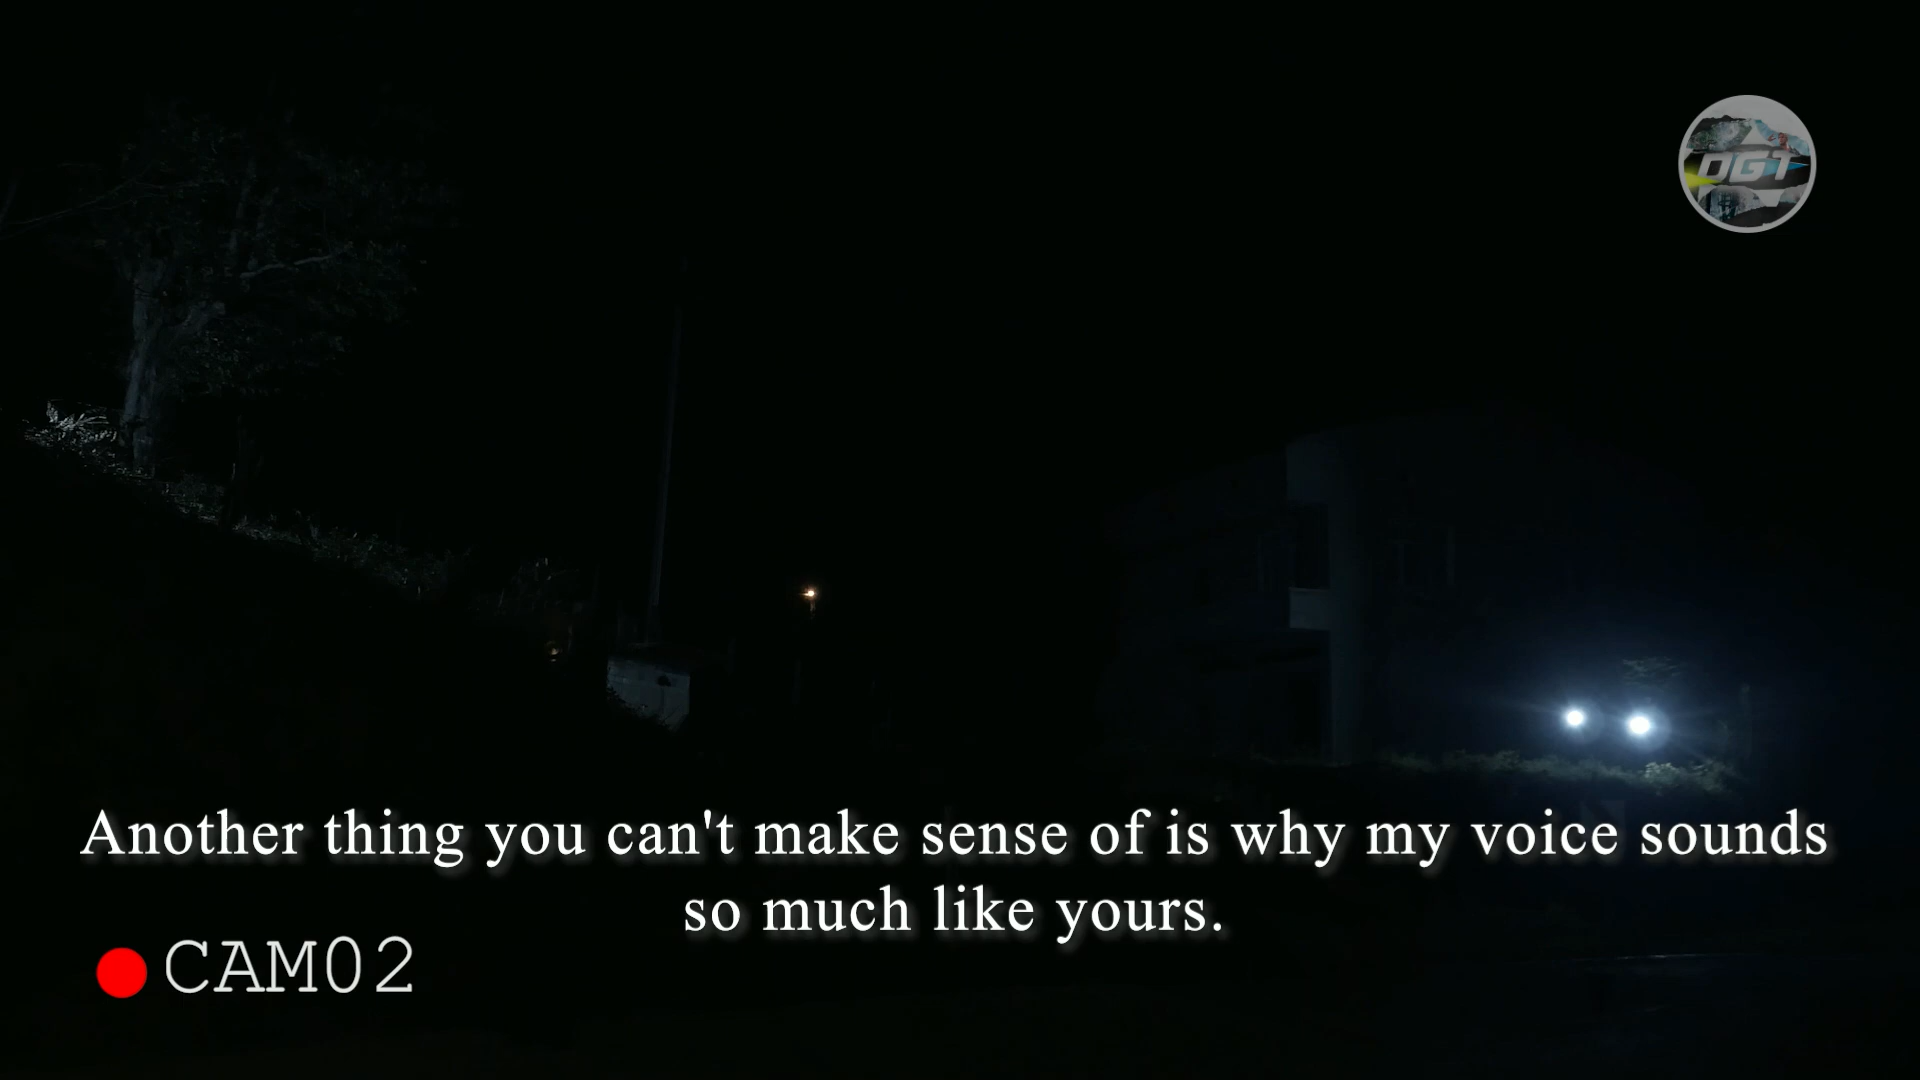 OGT
Another thing you can't make sense of is why my voice sounds
so much like yours.
CAM02